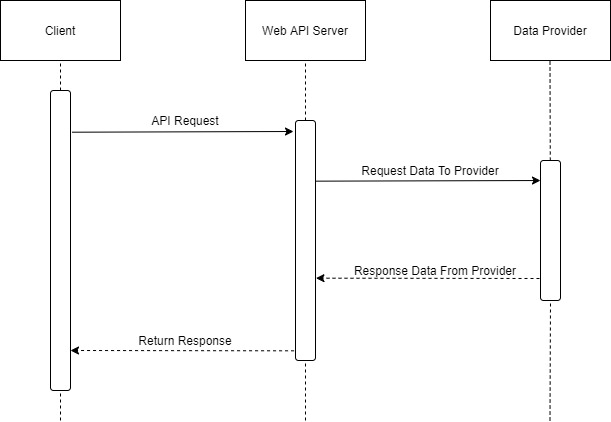 Client
Web API Server
Data Provider
API Request
Request Data To Provider
Response Data From Provider
Return Response